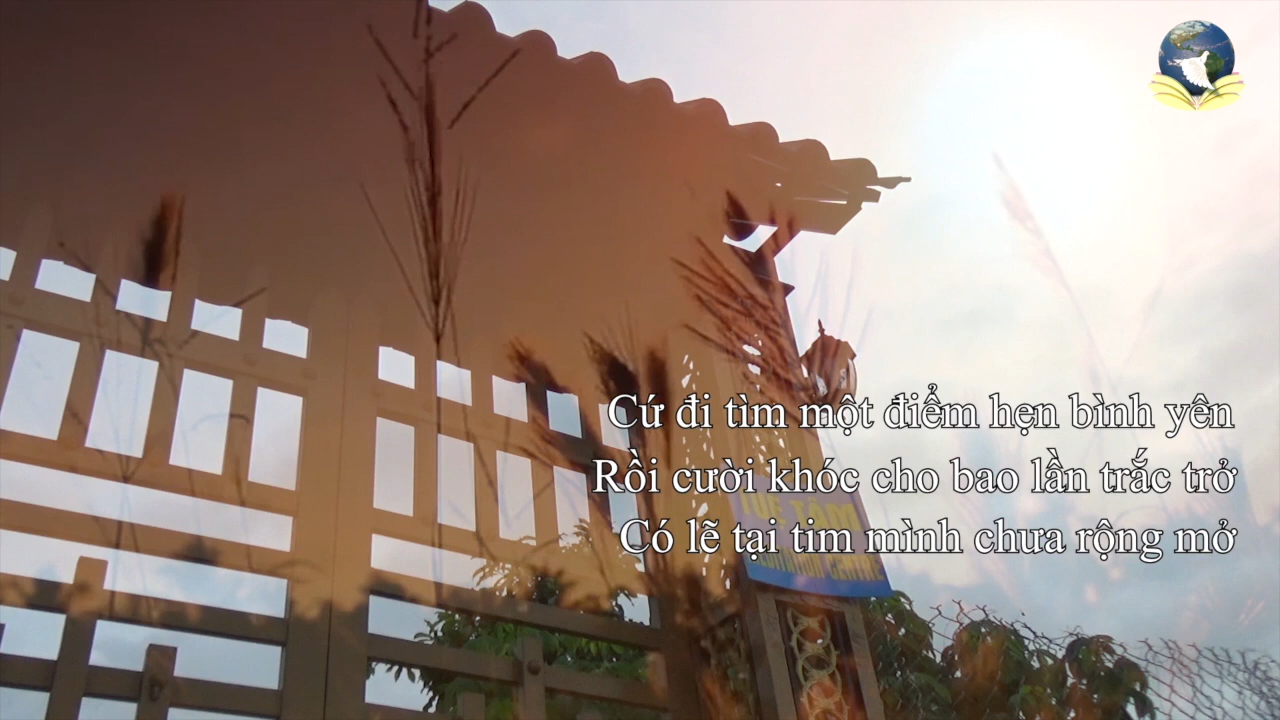 Cứ đi tìm một điểm hẹn bình yên
Rồi cười khóc cho bao lần trắc trở
Có lẽ tại tim mình chưa rộng mở